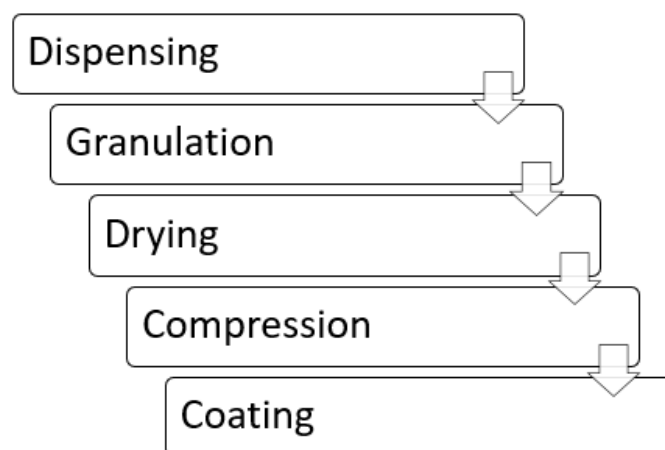 Dispensing
Granulation
Drying
Compression
Coating